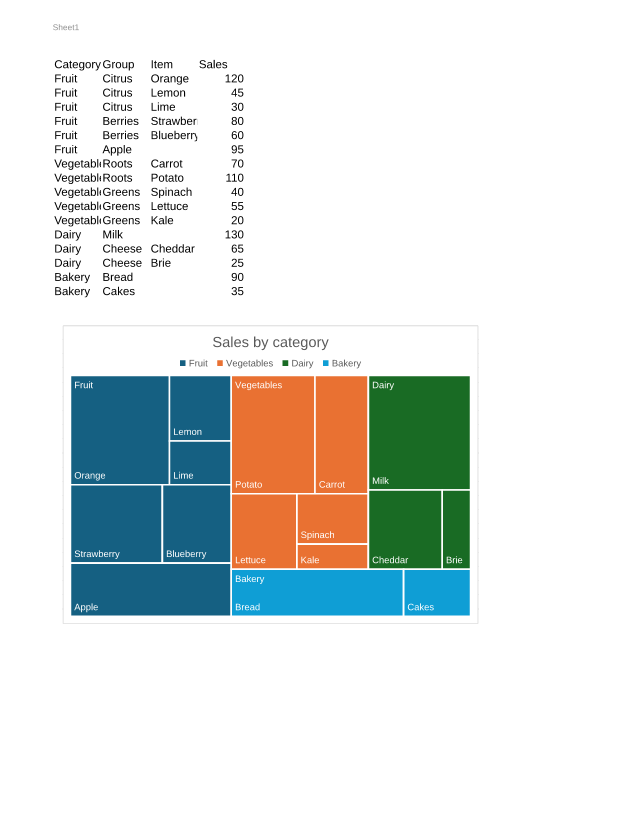 Sheet1
Category Group Item Sales
Fruit Citrus Orange 120
Fruit Citrus Lemon 45
Fruit Citrus Lime 30
Fruit Berries Strawber 80
Fruit Berries Blueberry 60
Fruit Apple 95
Vegetabl Roots Carrot 70
Vegetabl Roots Potato 110
Vegetabl Greens Spinach 40
Vegetabl Greens Lettuce 55
Vegetabl Greens Kale 20
Dairy Milk 130
Dairy Cheese Cheddar 65
Dairy Cheese Brie 25
Bakery Bread 90
Bakery Cakes 35
Sales by category
Fruit Vegetables Dairy Bakery
Fruit Vegetables Dairy
Lemon
Orange Lime Potato Carrot Milk
Spinach
Strawberry Blueberry Lettuce Kale Cheddar Brie
Bakery
Apple Bread Cakes